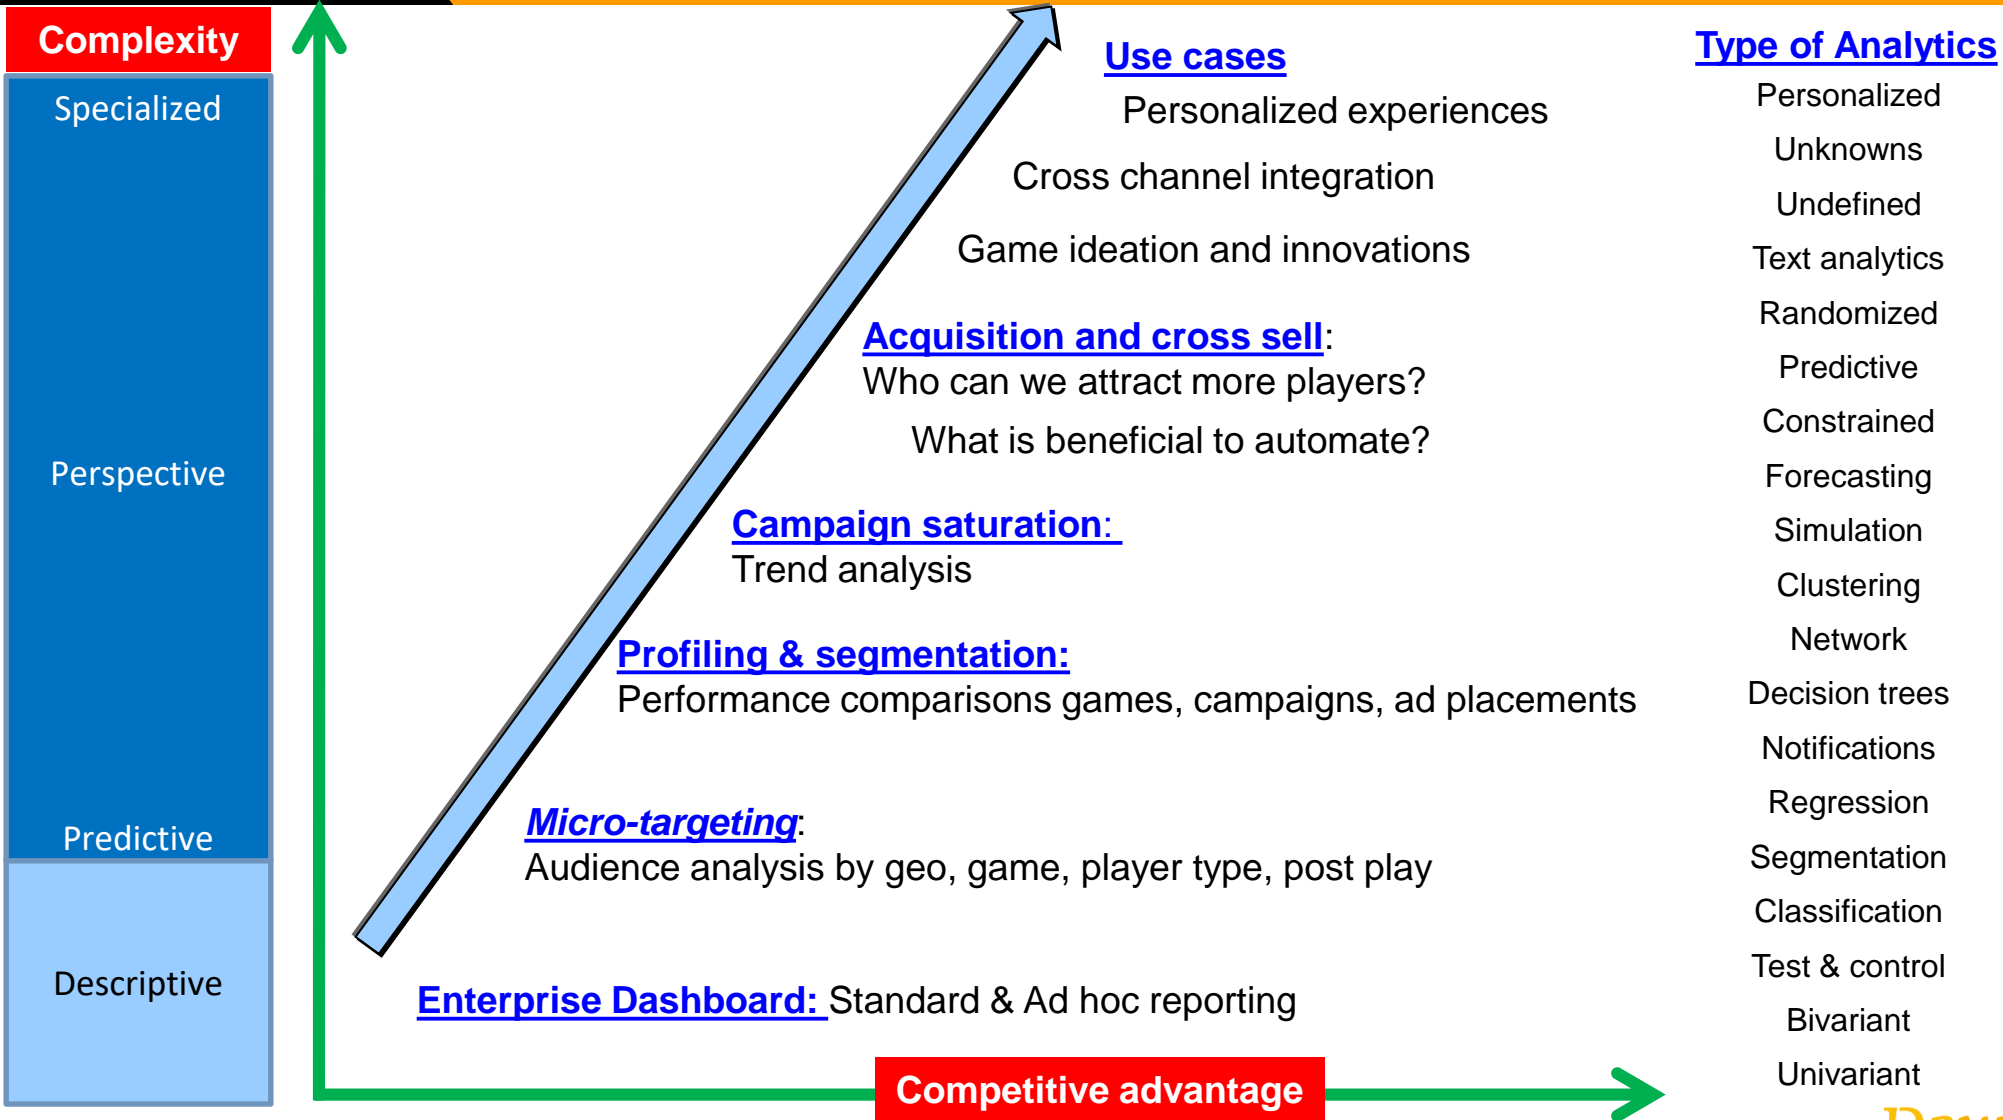 Complexity
Specialized
Perspective
Predictive
Descriptive
Use cases
Personalized experiences
Cross channel integration
Game ideation and innovations
Acquisition and cross sell:
Who can we attract more players?
What is beneficial to automate?
Campaign saturation:
Trend analysis
Profiling & segmentation:
Performance comparisons games, campaigns, ad placements
Micro-targeting:
Audience analysis by geo, game, player type, post play
Enterprise Dashboard: Standard & Ad hoc reporting
Competitive advantage
Type of Analytics
Personalized
Unknowns
Undefined
Text analytics
Randomized
Predictive
Constrained
Forecasting
Simulation
Clustering
Network
Decision trees
Notifications
Regression
Segmentation
Classification
Test & control
Bivariant
Univariant